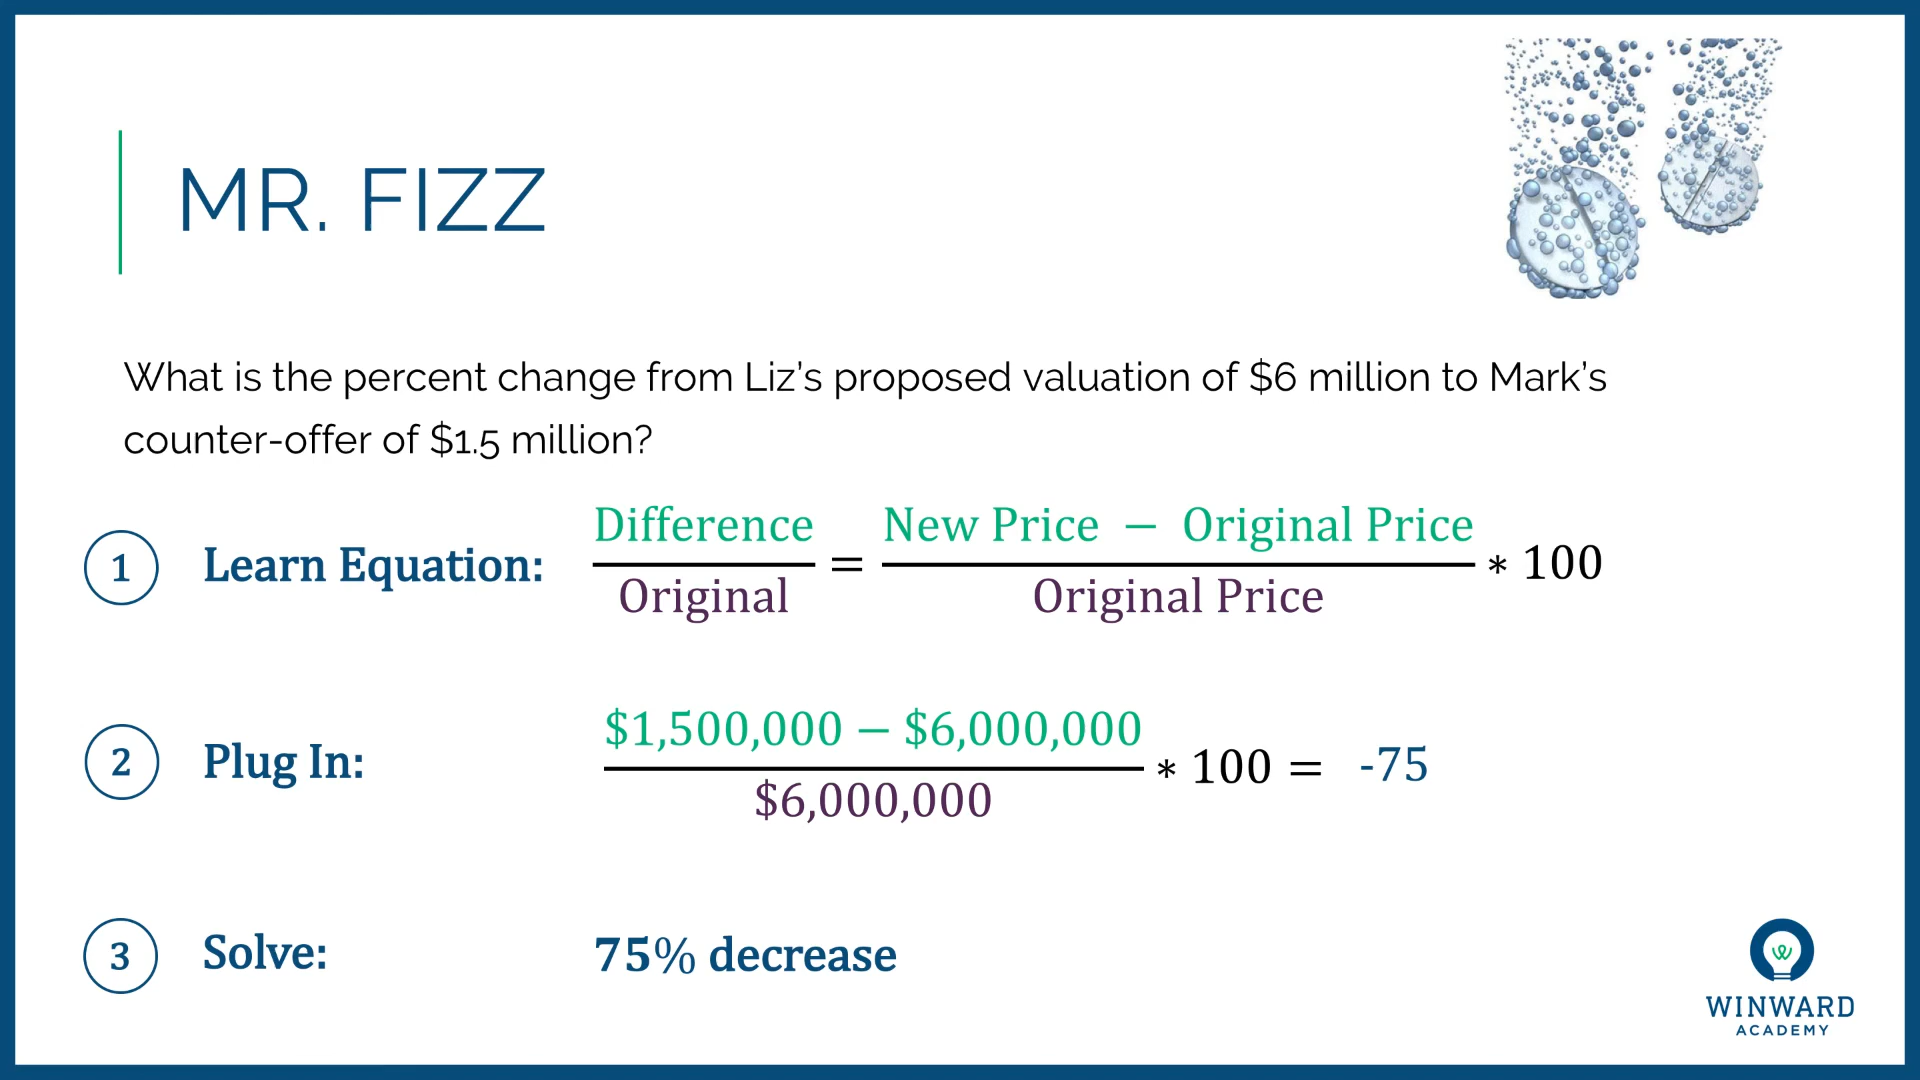 MR. FIZZ
What is the percent change from Liz's proposed valuation of $6 million to Mark's
counter-offer of $1.5 million?
1 Learn Equation: Difference / Original = New Price − Original Price / Original Price * 100
2 Plug In: $1,500,000 − $6,000,000 / $6,000,000 * 100 = -75
3 Solve: 75% decrease
WINWARD
ACADEMY